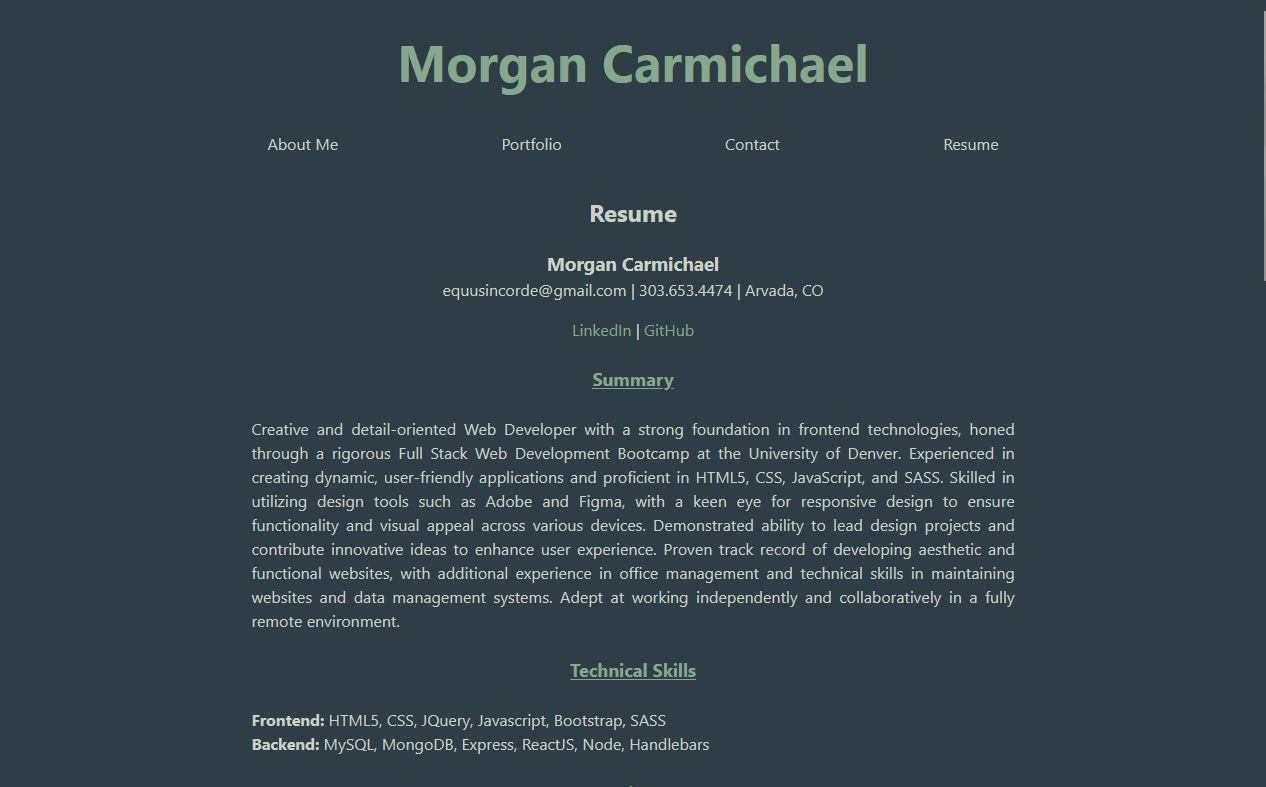 Morgan Carmichael
About Me Portfolio Contact Resume
Resume
Morgan Carmichael
equusincorde@gmail.com | 303.653.4474 | Arvada, CO
LinkedIn | GitHub
Summary
Creative and detail-oriented Web Developer with a strong foundation in frontend technologies, honed
through a rigorous Full Stack Web Development Bootcamp at the University of Denver. Experienced in
creating dynamic, user-friendly applications and proficient in HTML5, CSS, JavaScript, and SASS. Skilled in
utilizing design tools such as Adobe and Figma, with a keen eye for responsive design to ensure
functionality and visual appeal across various devices. Demonstrated ability to lead design projects and
contribute innovative ideas to enhance user experience. Proven track record of developing aesthetic and
functional websites, with additional experience in office management and technical skills in maintaining
websites and data management systems. Adept at working independently and collaboratively in a fully
remote environment.
Technical Skills
Frontend: HTML5, CSS, JQuery, Javascript, Bootstrap, SASS
Backend: MySQL, MongoDB, Express, ReactJS, Node, Handlebars